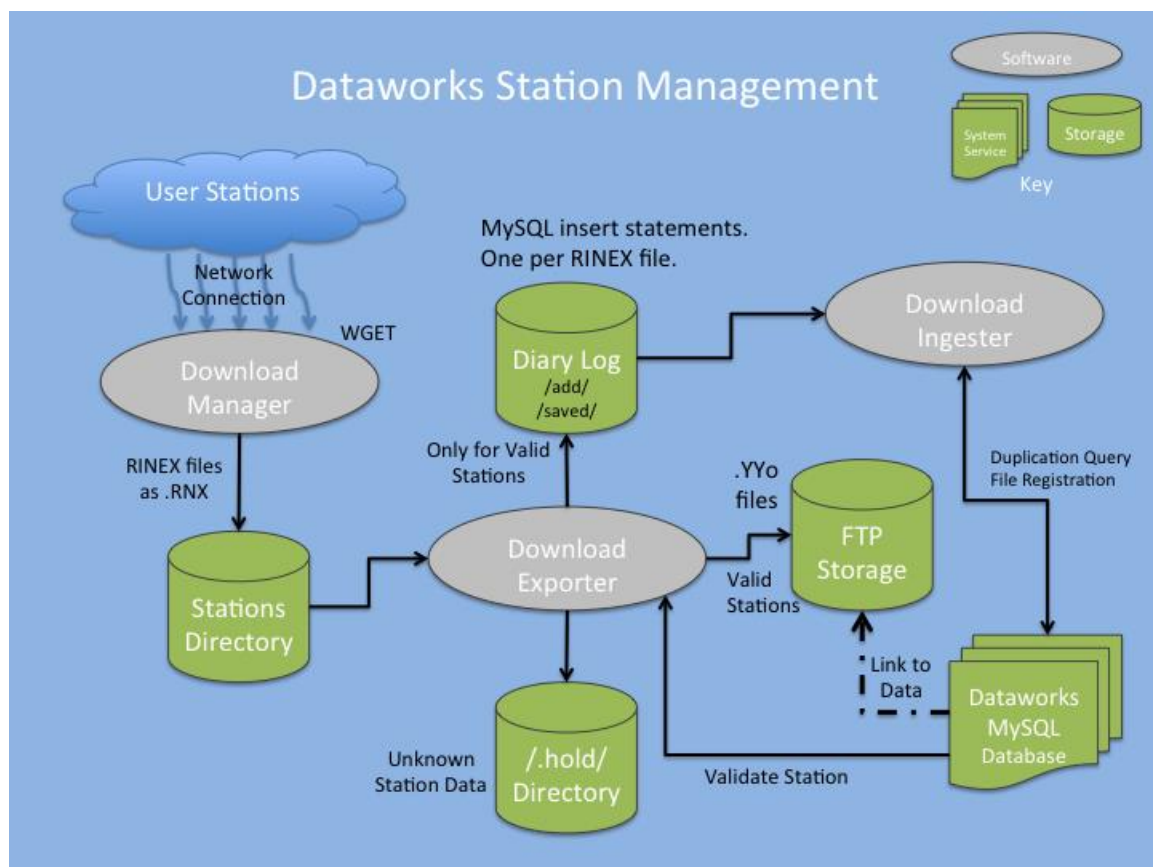 Dataworks Station Management
Software
System
Service
Storage
Key
User Stations
Network
Connection
WGET
Download
Manager
RINEX files
as .RNX
Stations
Directory
MySQL insert statements.
One per RINEX file.
Diary Log
/add/
/saved/
Only for Valid
Stations
Download
Exporter
Download
Ingester
Duplication Query
File Registration
.YYo
files
FTP
Storage
Valid
Stations
Link to
Data
Dataworks
MySQL
Database
Validate Station
Unknown
Station Data
/.hold/
Directory